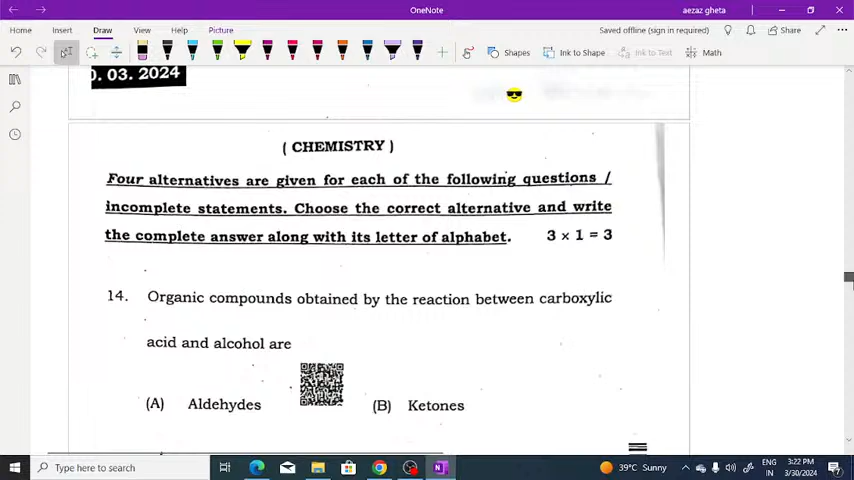 OneNote
aezaz gheta
Home
Insert
Draw
View
Help
Picture
Saved offline (sign in required)
Share
Shapes
Ink to Shape
Ink to Text
Math
0. 03. 2024
( CHEMISTRY )
Four alternatives are given for each of the following questions /
incomplete statements. Choose the correct alternative and write
the complete answer along with its letter of alphabet. 3 × 1 = 3
14. Organic compounds obtained by the reaction between carboxylic
acid and alcohol are
(A) Aldehydes (B) Ketones
Type here to search
39°C Sunny
ENG
IN
3:22 PM
3/30/2024
7